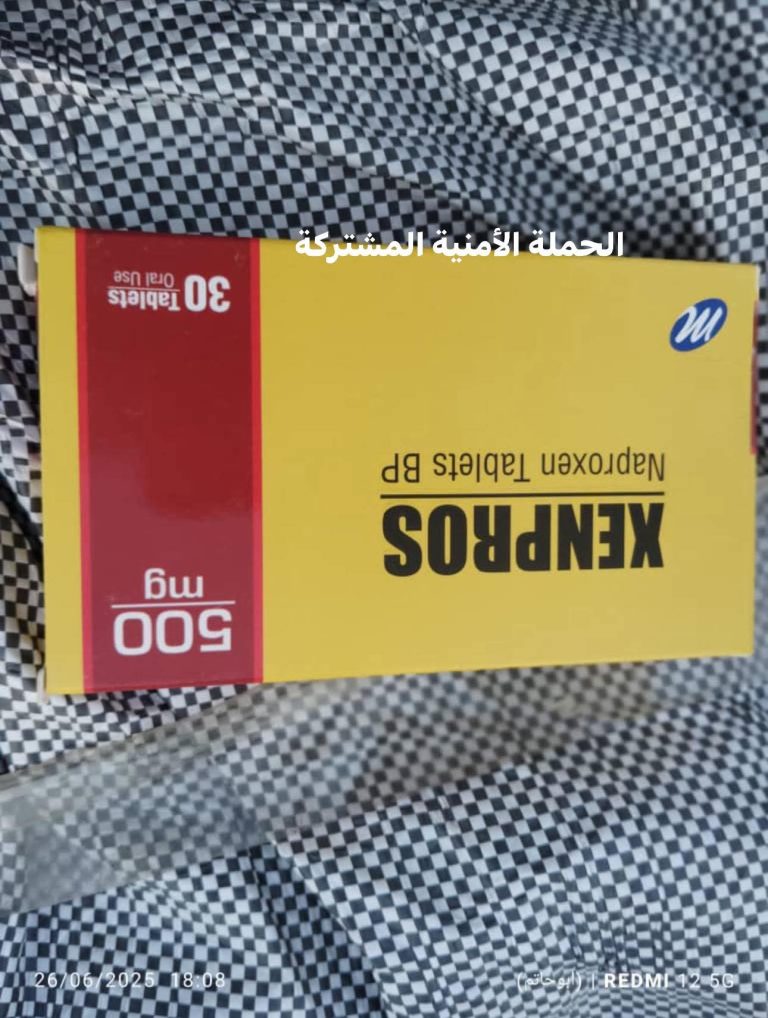 الحملة الأمنية المشتركة
XENPROS
Naproxen Tablets BP
500
mg
30 Tablets
Oral Use
26/06/2025 18:08
(أبوحاتم) | REDMI 12 5G